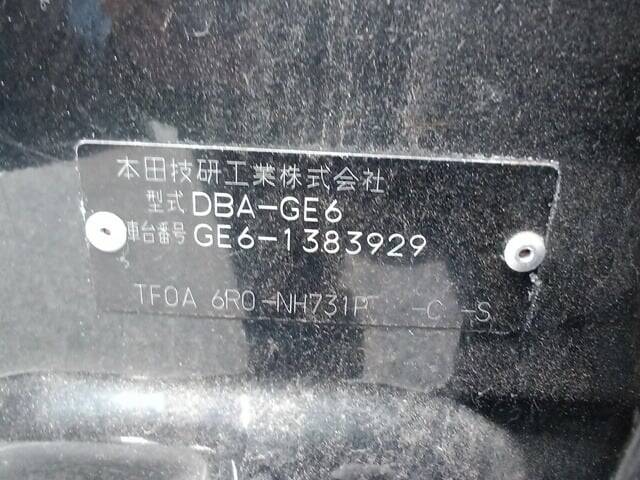 本田技研工業株式会社
型式 DBA-GE6
車台番号 GE6-1383929
TF0A 6R0-NH731P -C -S